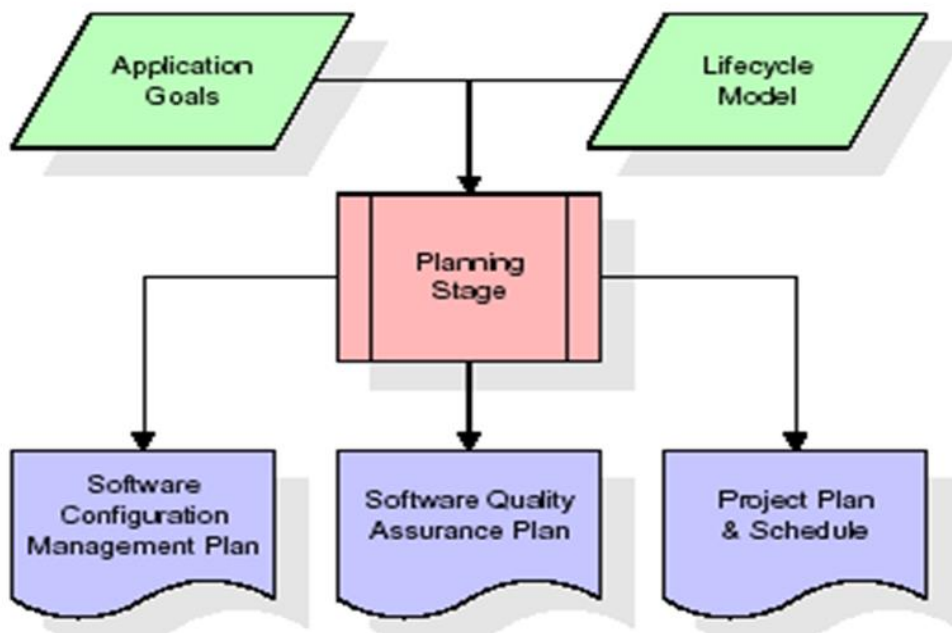 Application
Goals
Lifecycle
Model
Planning
Stage
Software
Configuration
Management Plan
Software Quality
Assurance Plan
Project Plan
& Schedule